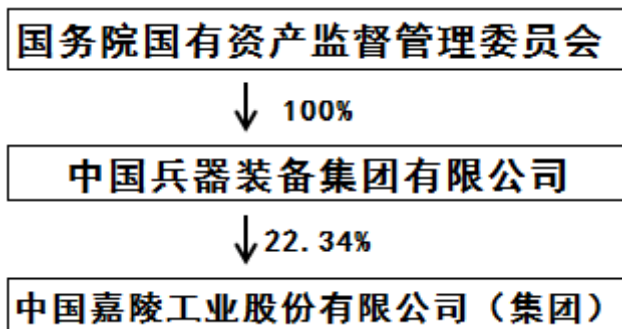 国务院国有资产监督管理委员会
100%
中国兵器装备集团有限公司
22.34%
中国嘉陵工业股份有限公司（集团）